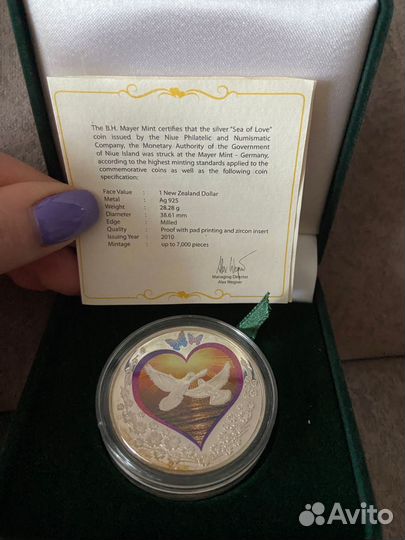 The B.H. Mayer Mint certifies that the silver "Sea of Love"
coin issued by the Niue Philatelic and Numismatic
Company, the Monetary Authority of the Government
of Niue Island was struck at the Mayer Mint - Germany,
according to the highest minting standards applied to the
commemorative coins as well as the following coin
specification:
Face Value : 1 New Zealand Dollar
Metal : Ag 925
Weight : 28.28 g
Diameter : 38.61 mm
Edge : Milled
Quality : Proof with pad printing and zircon insert
Issuing Year : 2010
Mintage : up to 7,000 pieces
Managing Director
Alex Wegner
Avito